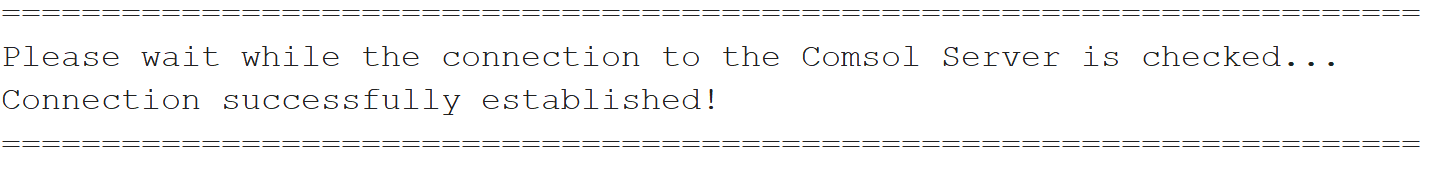 =======================================================================
Please wait while the connection to the Comsol Server is checked...
Connection successfully established!
=======================================================================